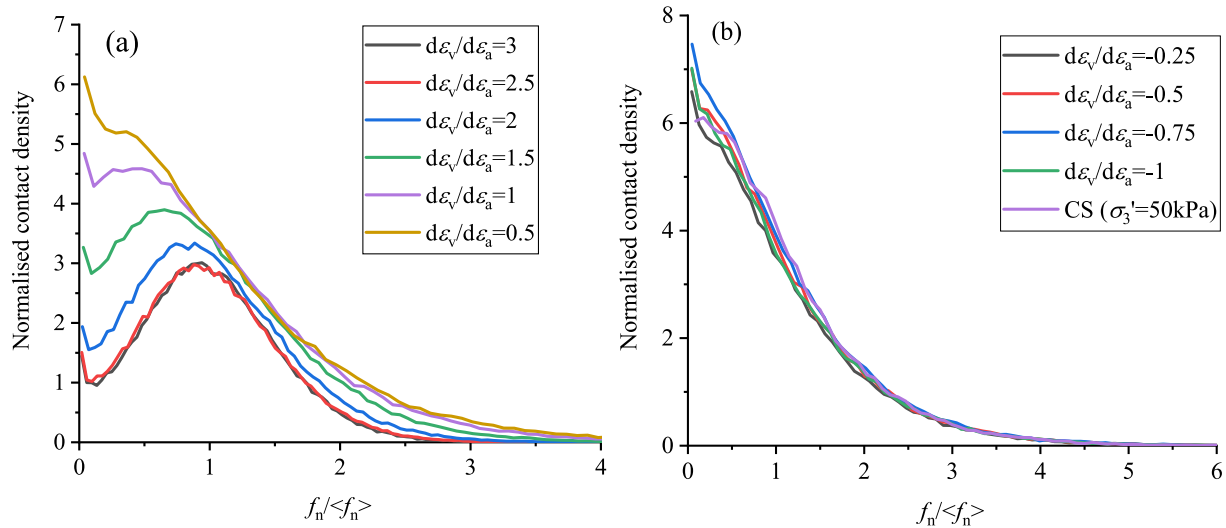 (a)
dεv/dεa=3
dεv/dεa=2.5
dεv/dεa=2
dεv/dεa=1.5
dεv/dεa=1
dεv/dεa=0.5
Normalised contact density
7
6
5
4
3
2
1
0
0 1 2 3 4
fn/<fn>
(b)
dεv/dεa=-0.25
dεv/dεa=-0.5
dεv/dεa=-0.75
dεv/dεa=-1
CS (σ3'=50kPa)
Normalised contact density
8
6
4
2
0
0 1 2 3 4 5 6
fn/<fn>